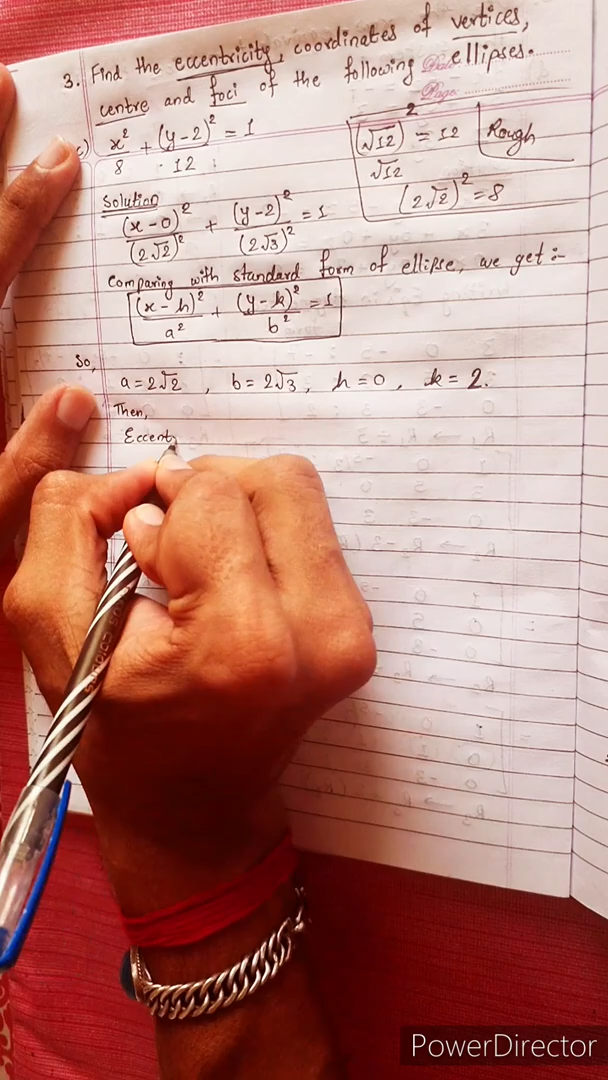 3. Find the eccentricity, coordinates of vertices,
centre and foci of the following ellipses.
Date
Page
c) x²/8 + (y-2)²/12 = 1
(√12)² = 12
Rough
√12
(2√2)² = 8
Solution
(x-0)²/(2√2)² + (y-2)²/(2√3)² = 1
Comparing with standard form of ellipse, we get :-
(x-h)²/a² + (y-k)²/b² = 1
So,
a = 2√2 , b = 2√3, h = 0 , k = 2.
Then,
Eccent
PowerDirector